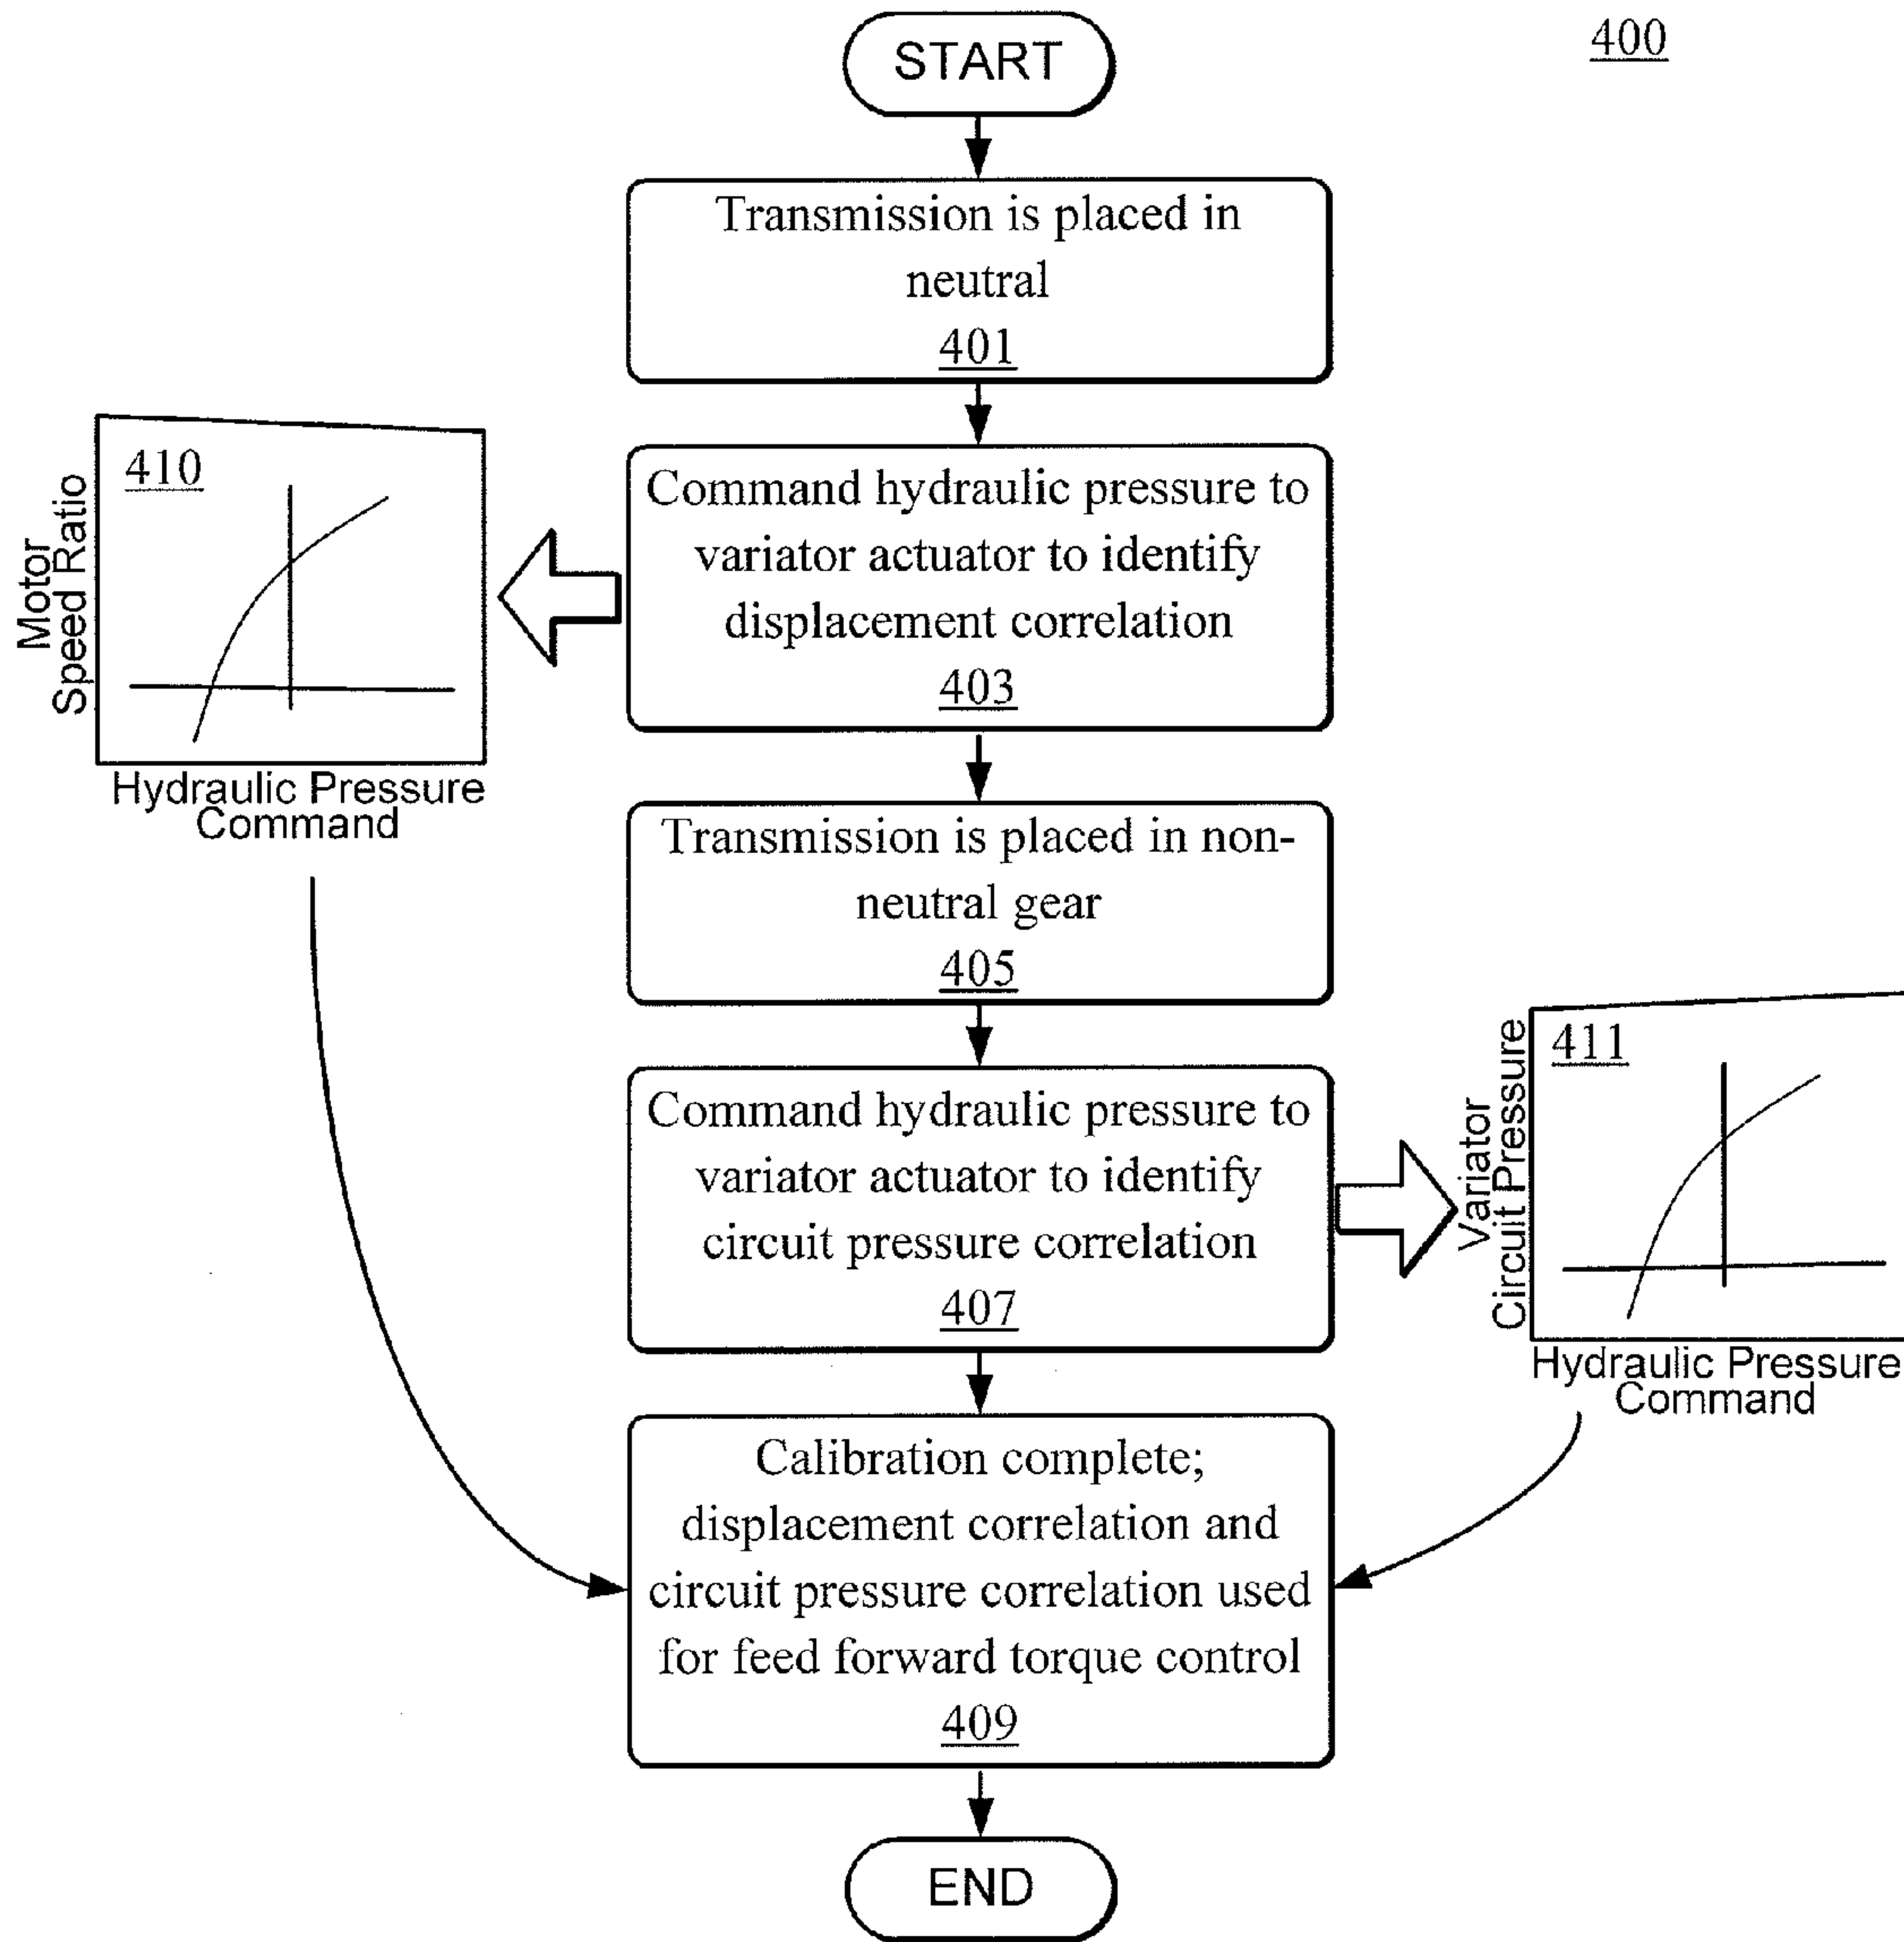 400
START
Transmission is placed in
neutral
401
Command hydraulic pressure to
variator actuator to identify
displacement correlation
403
410
Motor
Speed Ratio
Hydraulic Pressure
Command
Transmission is placed in non-
neutral gear
405
Command hydraulic pressure to
variator actuator to identify
circuit pressure correlation
407
411
Variator
Circuit Pressure
Hydraulic Pressure
Command
Calibration complete;
displacement correlation and
circuit pressure correlation used
for feed forward torque control
409
END